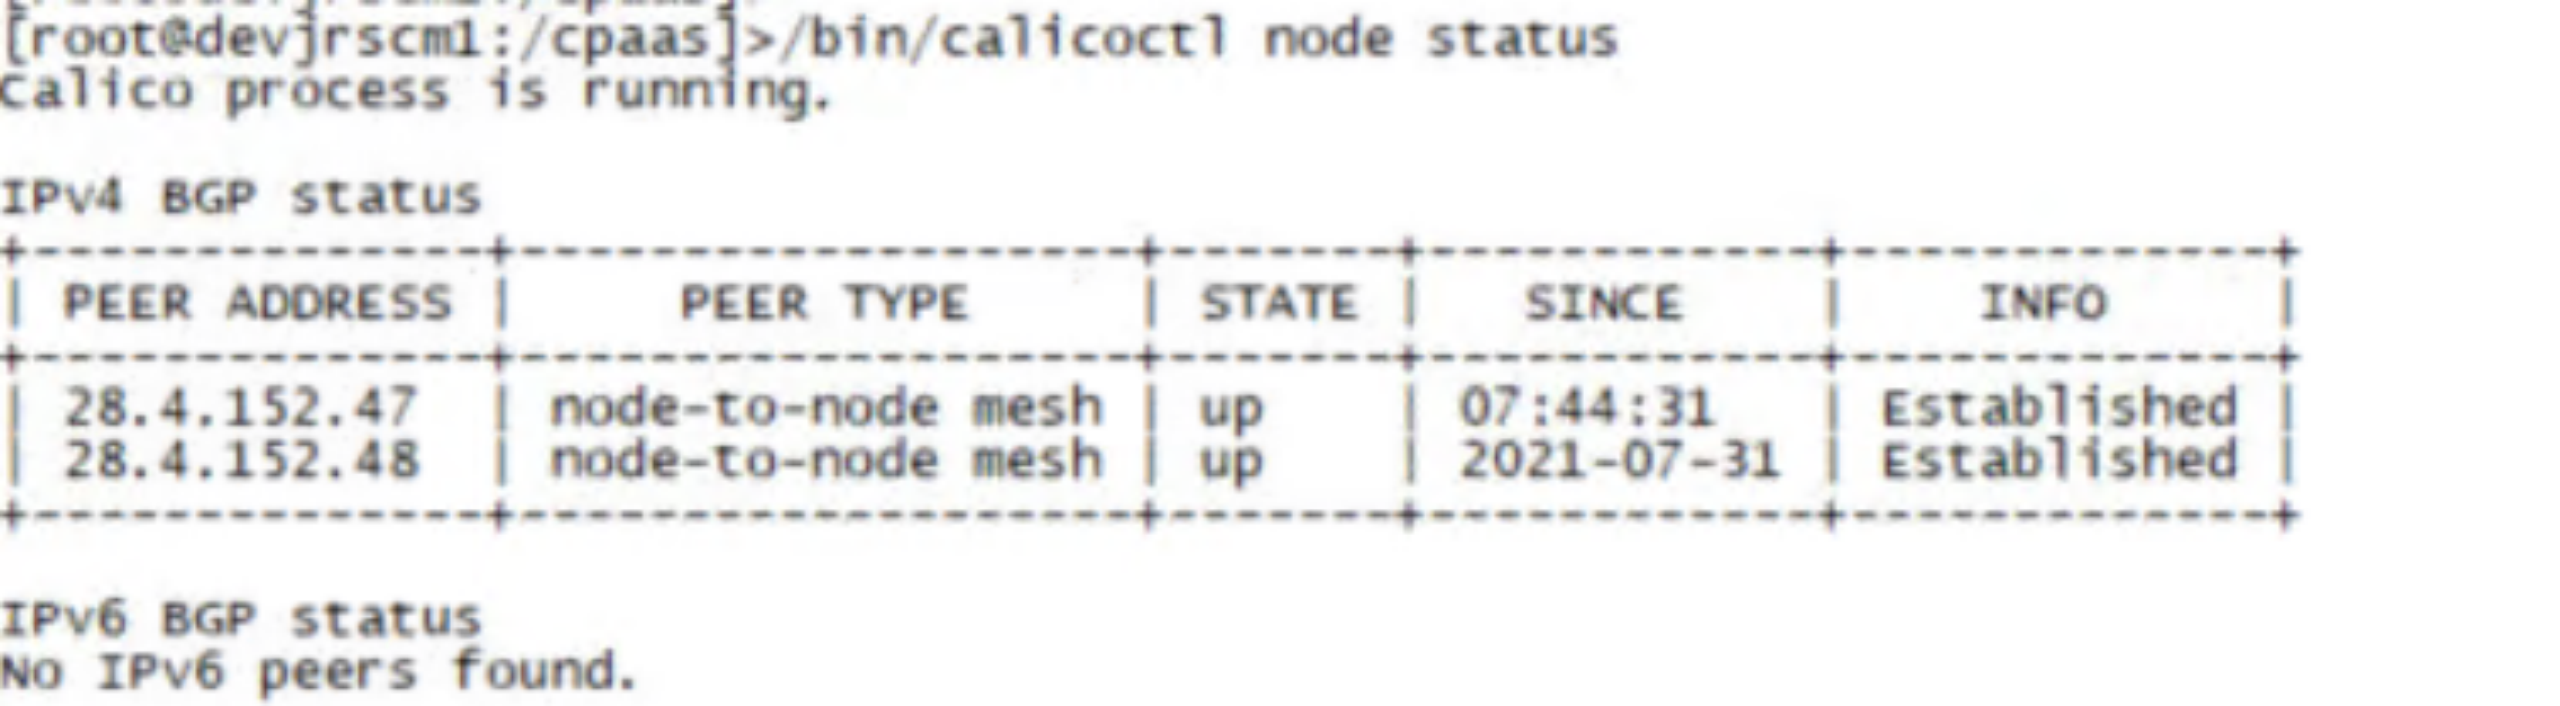 [root@devjrscm1:/cpaas]>/bin/calicoctl node status
Calico process is running.

IPv4 BGP status
+--------------+-------------------+-------+------------+-------------+
| PEER ADDRESS |     PEER TYPE     | STATE |   SINCE    |    INFO     |
+--------------+-------------------+-------+------------+-------------+
| 28.4.152.47  | node-to-node mesh | up    | 07:44:31   | Established |
| 28.4.152.48  | node-to-node mesh | up    | 2021-07-31 | Established |
+--------------+-------------------+-------+------------+-------------+

IPv6 BGP status
No IPv6 peers found.